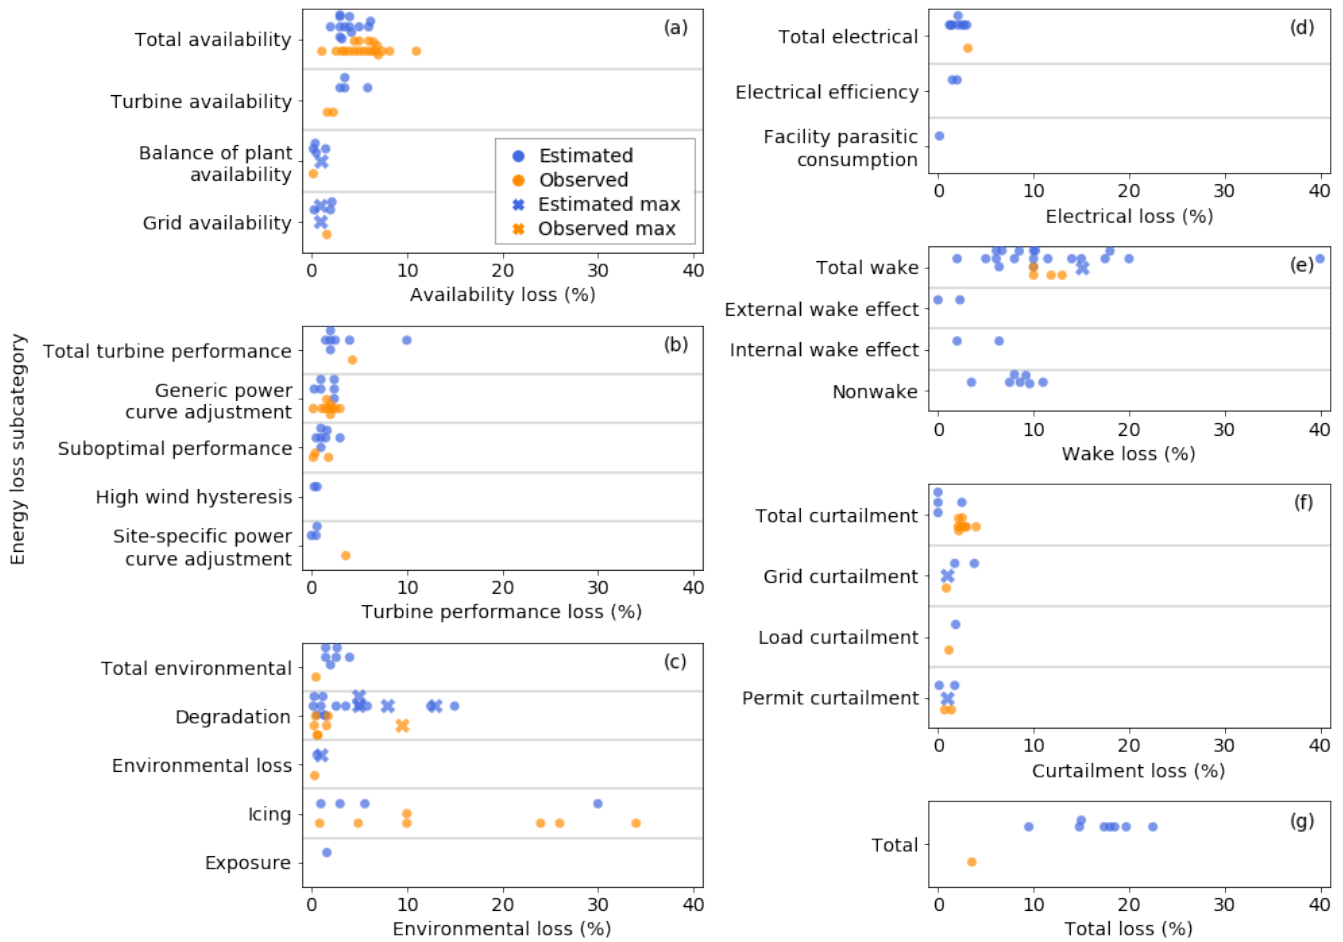 Energy loss subcategory
(a)
Total availability
Turbine availability
Balance of plant
availability
Grid availability
Estimated
Observed
Estimated max
Observed max
0 10 20 30 40
Availability loss (%)
(b)
Total turbine performance
Generic power
curve adjustment
Suboptimal performance
High wind hysteresis
Site-specific power
curve adjustment
0 10 20 30 40
Turbine performance loss (%)
(c)
Total environmental
Degradation
Environmental loss
Icing
Exposure
0 10 20 30 40
Environmental loss (%)
(d)
Total electrical
Electrical efficiency
Facility parasitic
consumption
0 10 20 30 40
Electrical loss (%)
(e)
Total wake
External wake effect
Internal wake effect
Nonwake
0 10 20 30 40
Wake loss (%)
(f)
Total curtailment
Grid curtailment
Load curtailment
Permit curtailment
0 10 20 30 40
Curtailment loss (%)
(g)
Total
0 10 20 30 40
Total loss (%)